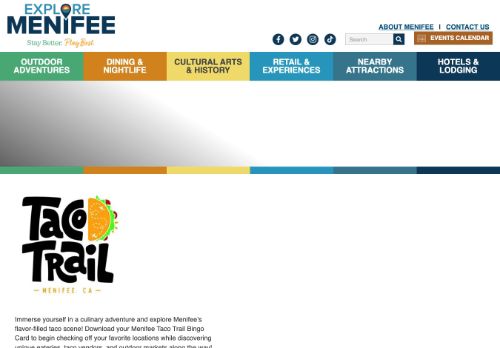 EXPLORE
MENIFEE
Stay Better. Play Best.
ABOUT MENIFEE | CONTACT US
Search
EVENTS CALENDAR
OUTDOOR
ADVENTURES
DINING &
NIGHTLIFE
CULTURAL ARTS
& HISTORY
RETAIL &
EXPERIENCES
NEARBY
ATTRACTIONS
HOTELS &
LODGING
TACO
TRAIL
MENIFEE, CA
Immerse yourself in a culinary adventure and explore Menifee's
flavor-filled taco scene! Download your Menifee Taco Trail Bingo
Card to begin checking off your favorite locations while discovering
unique eateries, taco vendors, and outdoor markets along the way!